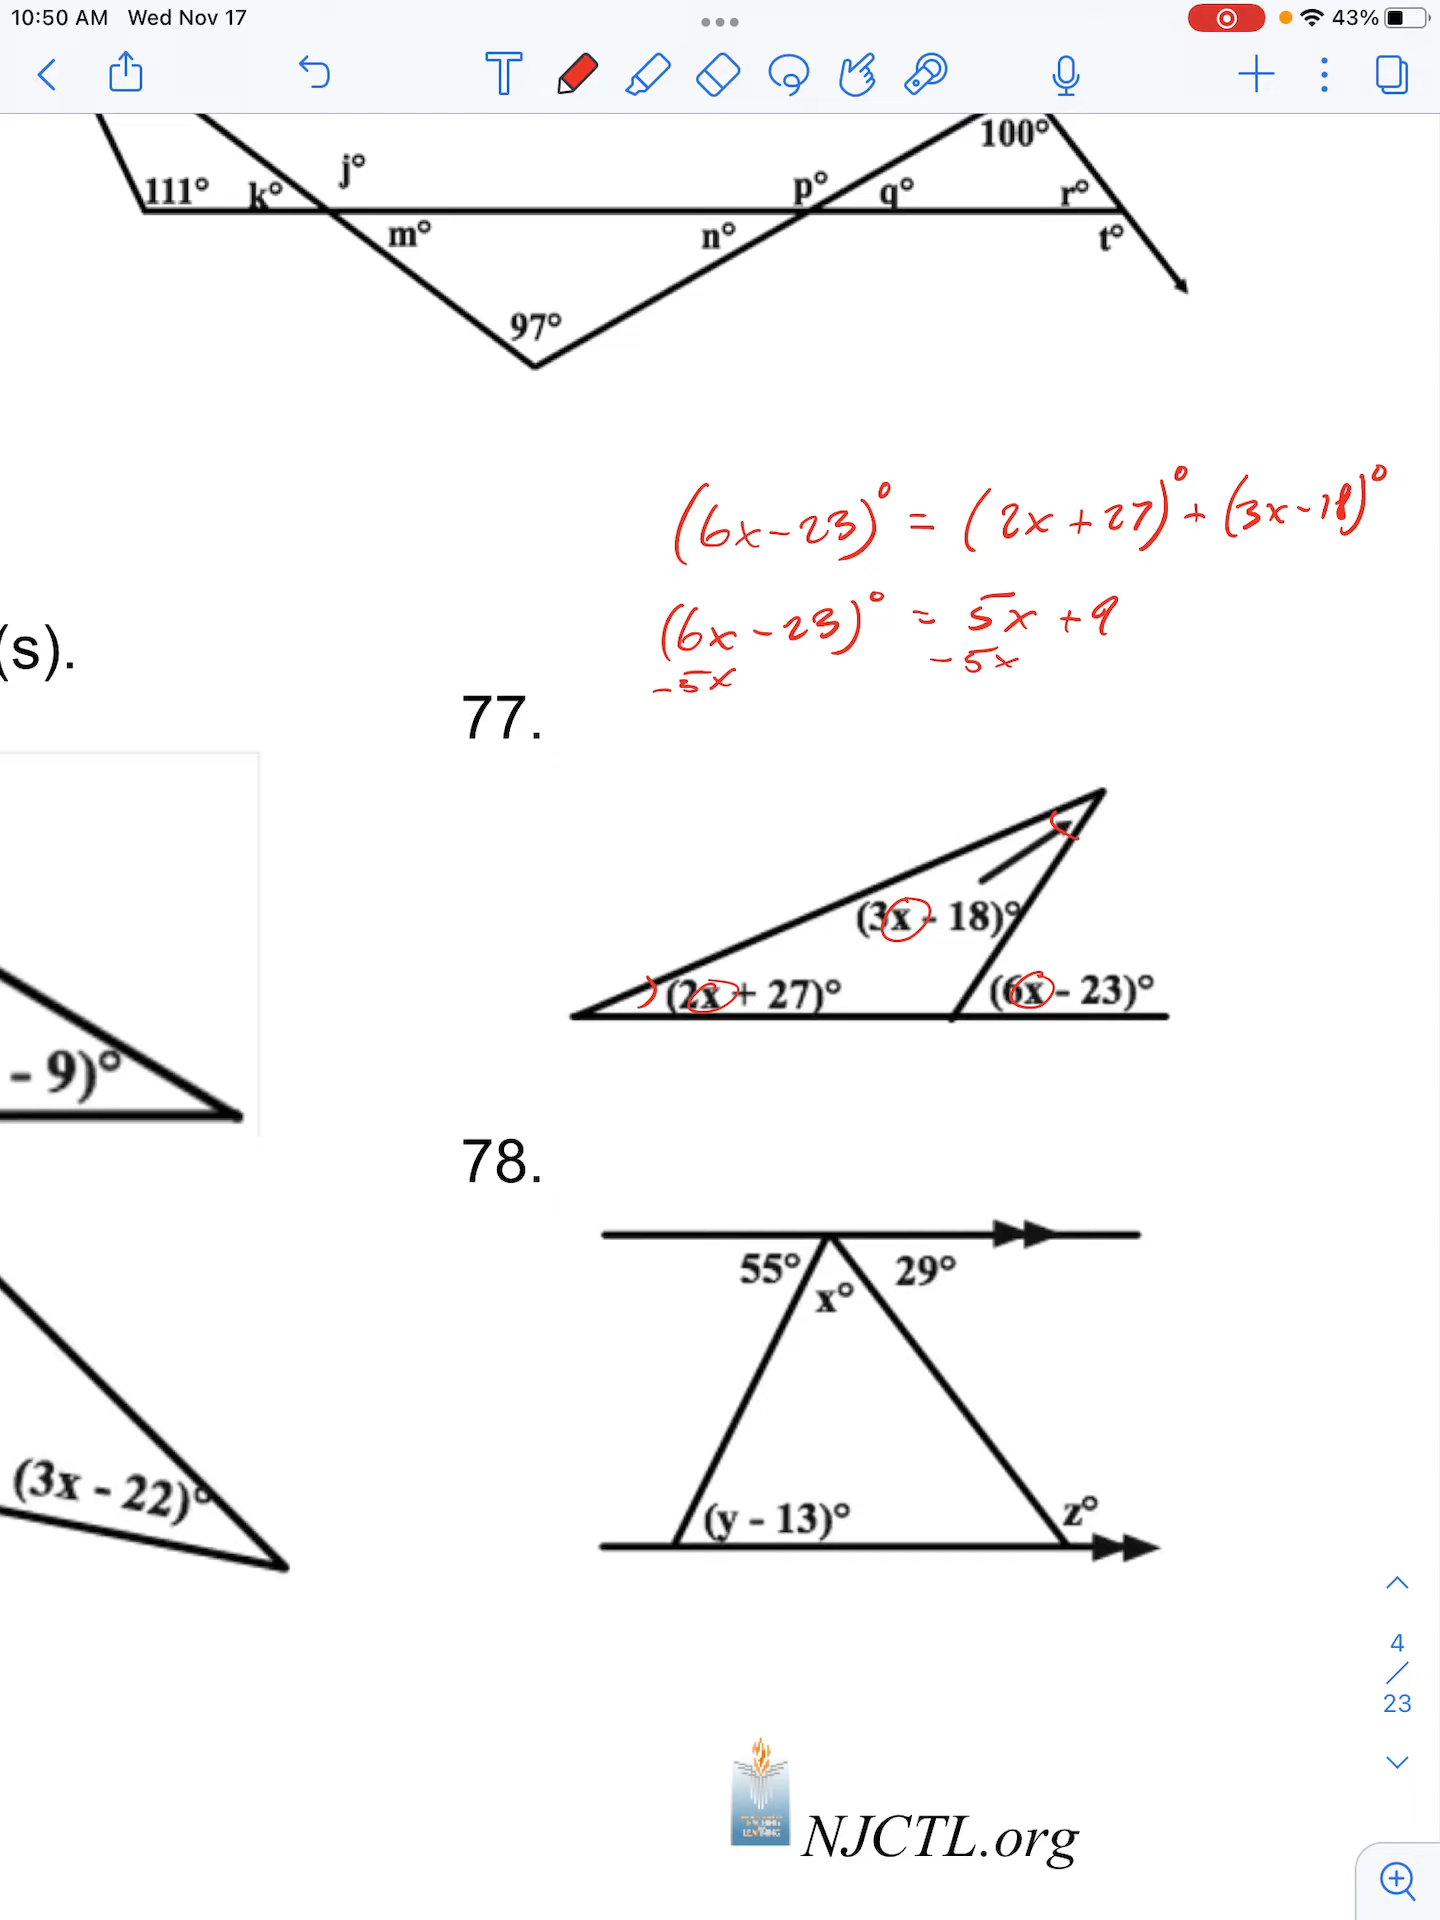 10:50 AM Wed Nov 17
43%
100°
111° k° j° p° q° r°
m° n° t°
97°
(6x-23)° = (2x+27)°+(3x-18)°
(6x-23)° = 5x+9
-5x -5x
(s).
77.
(3x - 18)°
(2x + 27)° (6x - 23)°
- 9)°
78.
55° x° 29°
(3x - 22)°
(y - 13)° z°
4
/
23
NJCTL.org